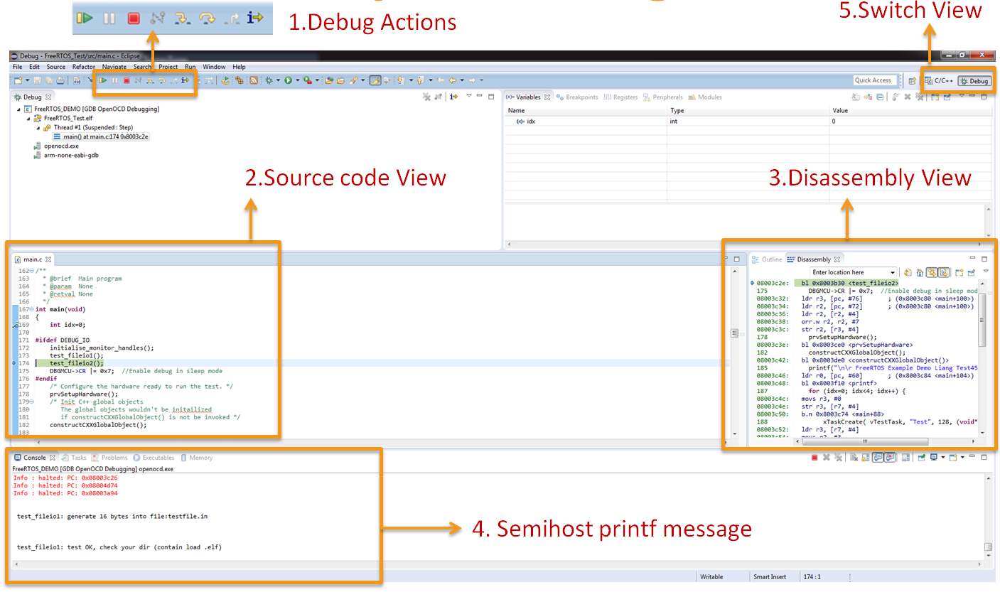 1.Debug Actions
5.Switch View
Debug - FreeRTOS_Test/src/main.c - Eclipse
File Edit Source Refactor Navigate Search Project Run Window Help
Quick Access
C/C++ Debug
Debug
FreeRTOS_DEMO [GDB OpenOCD Debugging]
FreeRTOS_Test.elf
Thread #1 (Suspended : Step)
main() at main.c:174 0x8003c2e
openocd.exe
arm-none-eabi-gdb
(x)= Variables Breakpoints Registers Peripherals Modules
Name Type Value
(x)= idx int 0
2.Source code View
3.Disassembly View
main.c
162 /**
163 * @brief Main program
164 * @param None
165 * @retval None
166 */
167 int main(void)
168 {
169 int idx=0;
170
171 #ifdef DEBUG_IO
172 initialise_monitor_handles();
173 test_fileio1();
174 test_fileio2();
175 DBGMCU->CR |= 0x7; //Enable debug in sleep mode
176 #endif
177 /* Configure the hardware ready to run the test. */
178 prvSetupHardware();
179 /* Init C++ global objects
180 The global objects wouldn't be initailized
181 if constructCXXGlobalObject() is not be invoked */
182 constructCXXGlobalObject();
183
Outline Disassembly
Enter location here
08003c2e: bl 0x8003b30 <test_fileio2>
175 DBGMCU->CR |= 0x7; //Enable debug in sleep mod
08003c32: ldr r3, [pc, #76] ; (0x8003c80 <main+100>)
08003c34: ldr r2, [pc, #72] ; (0x8003c80 <main+100>)
08003c36: ldr r2, [r2, #4]
08003c38: orr.w r2, r2, #7
08003c3c: str r2, [r3, #4]
178 prvSetupHardware();
08003c3e: bl 0x8003ce0 <prvSetupHardware>
182 constructCXXGlobalObject();
08003c42: bl 0x8003de0 <constructCXXGlobalObject()>
185 printf("\n\r FreeRTOS Example Demo Liang Test45
08003c46: ldr r0, [pc, #60] ; (0x8003c84 <main+104>)
08003c48: bl 0x8003f10 <printf>
187 for (idx=0; idx<4; idx++) {
08003c4c: movs r3, #0
08003c4e: str r3, [r7, #4]
08003c50: b.n 0x8003c74 <main+88>
188 xTaskCreate( vTestTask, "Test", 128, (void*
08003c52: ldr r3, [r7, #4]
08003c54: movs r2, #3
Console Tasks Problems Executables Memory
FreeRTOS_DEMO [GDB OpenOCD Debugging] openocd.exe
Info : halted: PC: 0x08003c26
Info : halted: PC: 0x08004d74
Info : halted: PC: 0x08003a94
test_fileio1: generate 16 bytes into file:testfile.in
test_fileio1: test OK, check your dir (contain load .elf)
4. Semihost printf message
Writable Smart Insert 174 : 1